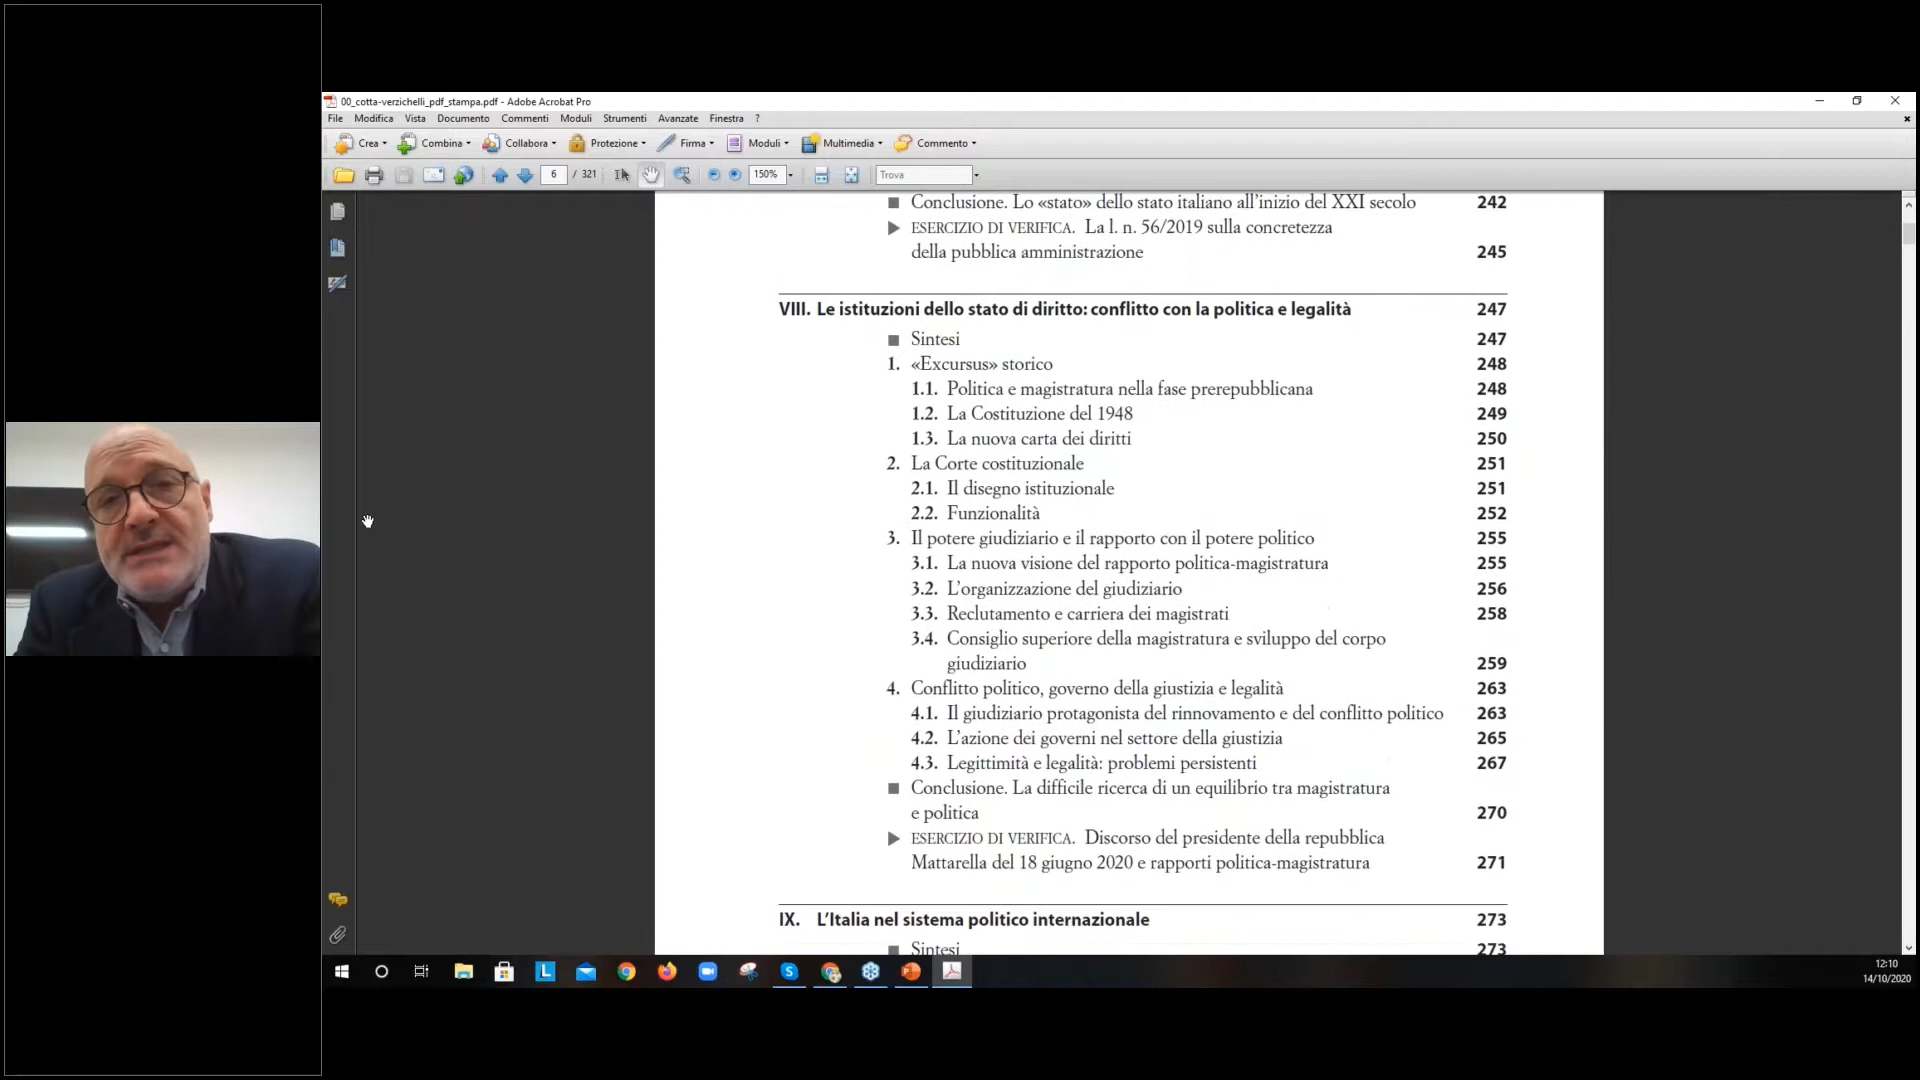 00_cotta-verzichelli_pdf_stampa.pdf - Adobe Acrobat Pro
File Modifica Vista Documento Commenti Moduli Strumenti Avanzate Finestra ?
Crea Combina Collabora Protezione Firma Moduli Multimedia Commento
6 / 321 150% Trova
Conclusione. Lo «stato» dello stato italiano all’inizio del XXI secolo 242
ESERCIZIO DI VERIFICA. La l. n. 56/2019 sulla concretezza
della pubblica amministrazione 245
VIII. Le istituzioni dello stato di diritto: conflitto con la politica e legalità 247
Sintesi 247
1. «Excursus» storico 248
1.1. Politica e magistratura nella fase prerepubblicana 248
1.2. La Costituzione del 1948 249
1.3. La nuova carta dei diritti 250
2. La Corte costituzionale 251
2.1. Il disegno istituzionale 251
2.2. Funzionalità 252
3. Il potere giudiziario e il rapporto con il potere politico 255
3.1. La nuova visione del rapporto politica-magistratura 255
3.2. L’organizzazione del giudiziario 256
3.3. Reclutamento e carriera dei magistrati 258
3.4. Consiglio superiore della magistratura e sviluppo del corpo
giudiziario 259
4. Conflitto politico, governo della giustizia e legalità 263
4.1. Il giudiziario protagonista del rinnovamento e del conflitto politico 263
4.2. L’azione dei governi nel settore della giustizia 265
4.3. Legittimità e legalità: problemi persistenti 267
Conclusione. La difficile ricerca di un equilibrio tra magistratura
e politica 270
ESERCIZIO DI VERIFICA. Discorso del presidente della repubblica
Mattarella del 18 giugno 2020 e rapporti politica-magistratura 271
IX. L’Italia nel sistema politico internazionale 273
Sintesi 273
12:10
14/10/2020